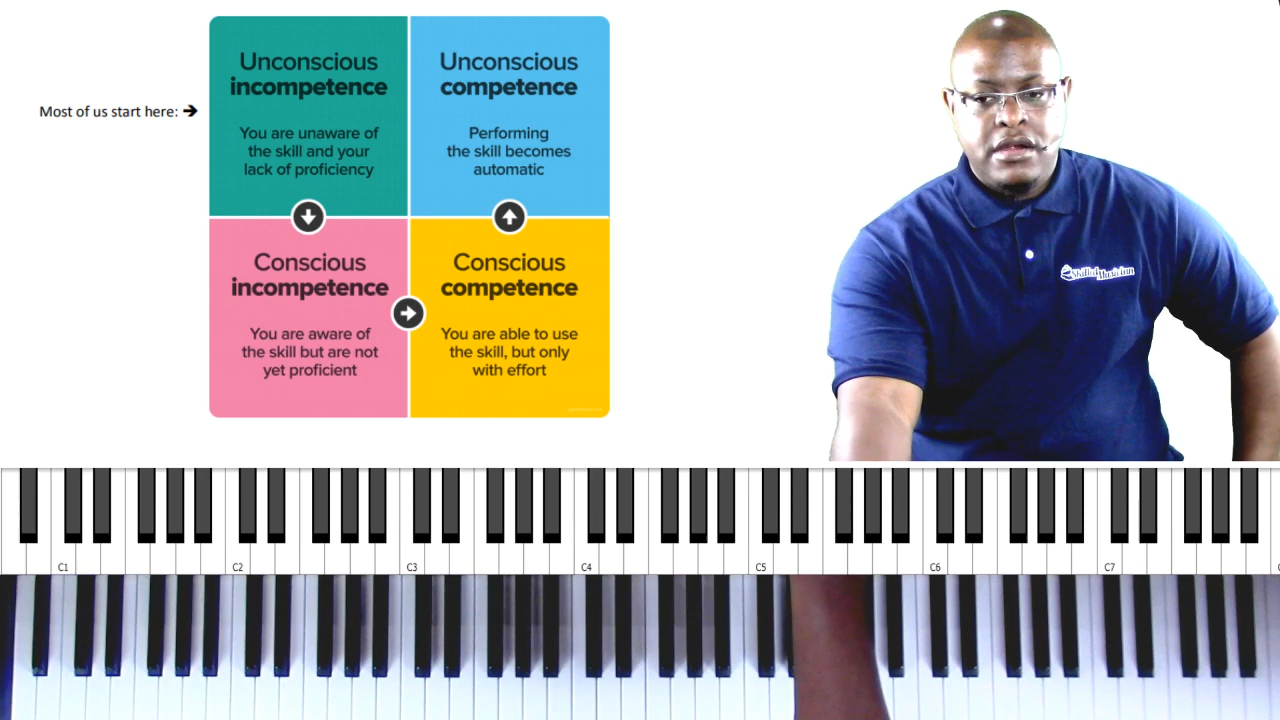 Most of us start here: ➔
Unconscious
incompetence
You are unaware of
the skill and your
lack of proficiency
Unconscious
competence
Performing
the skill becomes
automatic
Conscious
incompetence
You are aware of
the skill but are not
yet proficient
Conscious
competence
You are able to use
the skill, but only
with effort
Skillful Musician
C1 C2 C3 C4 C5 C6 C7